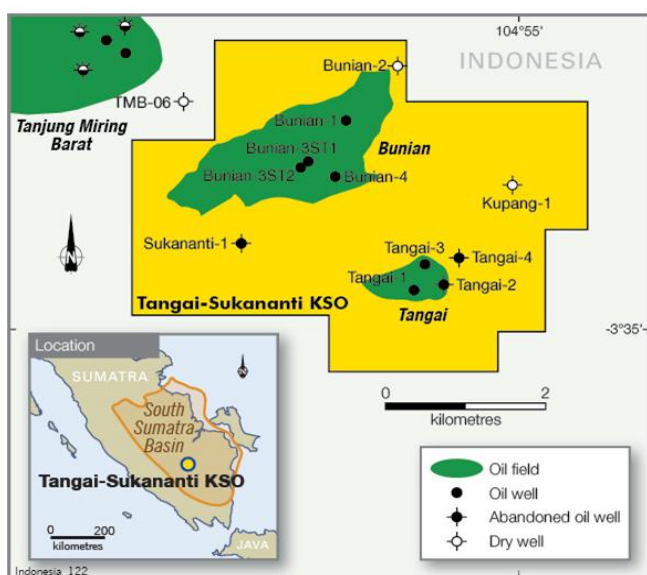 104°55'
INDONESIA
Bunian-2
TMB-06
Tanjung Miring
Barat
Bunian 1
Bunian
Bunian 3ST1
Bunian 3ST2
Bunian-4
Kupang-1
Sukananti-1
Tangai-3
Tangai-4
Tangai 1
Tangai-2
Tangai-Sukananti KSO
Tangai
-3°35'
N
0 2
kilometres
Location
SUMATRA
South
Sumatra
Basin
Tangai-Sukananti KSO
0 200
kilometres
JAVA
Oil field
Oil well
Abandoned oil well
Dry well
Indonesia_122